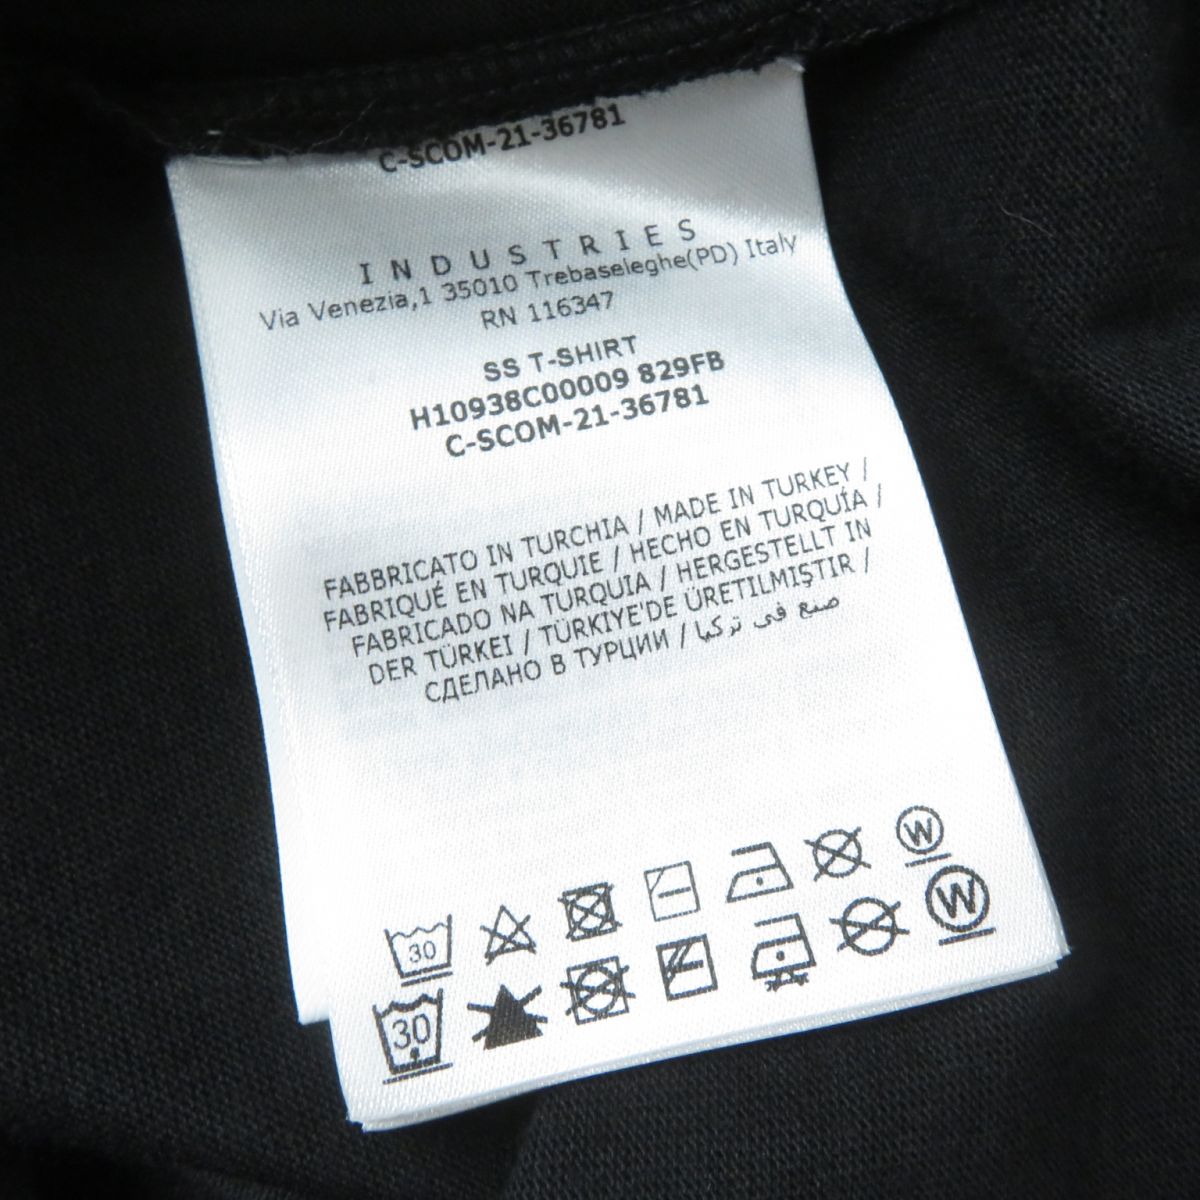 C-SCOM-21-36781
INDUSTRIES
Via Venezia,1 35010 Trebaseleghe(PD) Italy
RN 116347
SS T-SHIRT
H10938C00009 829FB
C-SCOM-21-36781
FABBRICATO IN TURCHIA / MADE IN TURKEY /
FABRIQUÉ EN TURQUIE / HECHO EN TURQUÍA /
FABRICADO NA TURQUIA / HERGESTELLT IN
DER TÜRKEI / TÜRKIYE'DE ÜRETILMIŞTIR /
СДЕЛАНО В ТУРЦИИ / صنع في تركيا
30 W
30 W